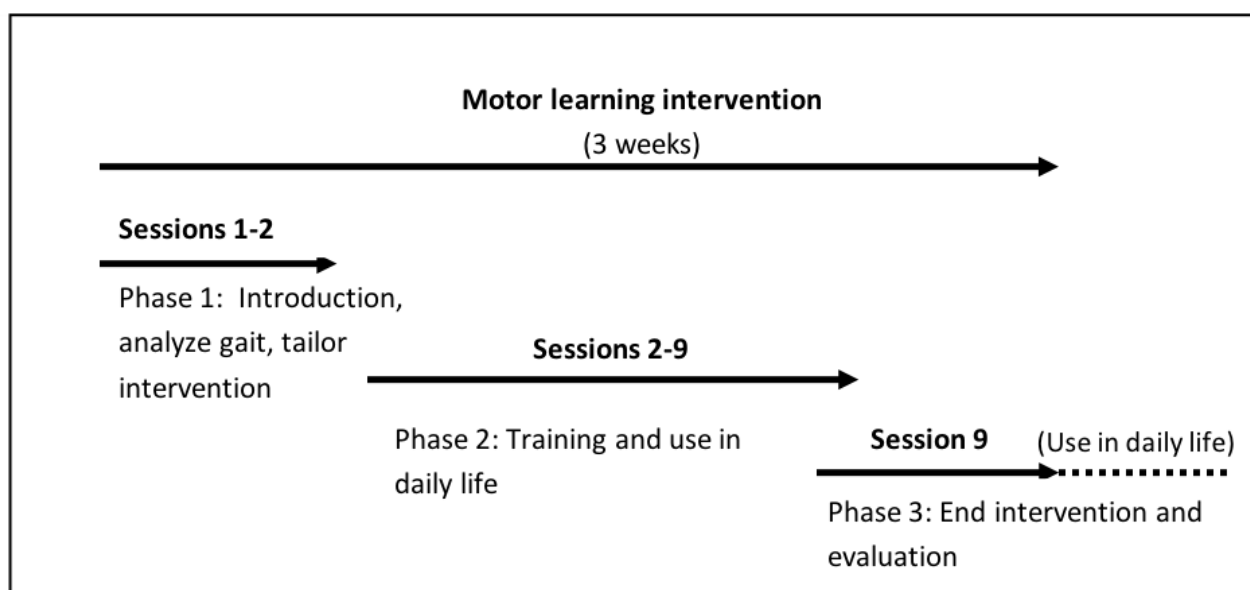 Motor learning intervention
(3 weeks)
Sessions 1-2
Phase 1:  Introduction,
analyze gait, tailor
intervention
Sessions 2-9
Phase 2: Training and use in
daily life
Session 9
(Use in daily life)
Phase 3: End intervention and
evaluation